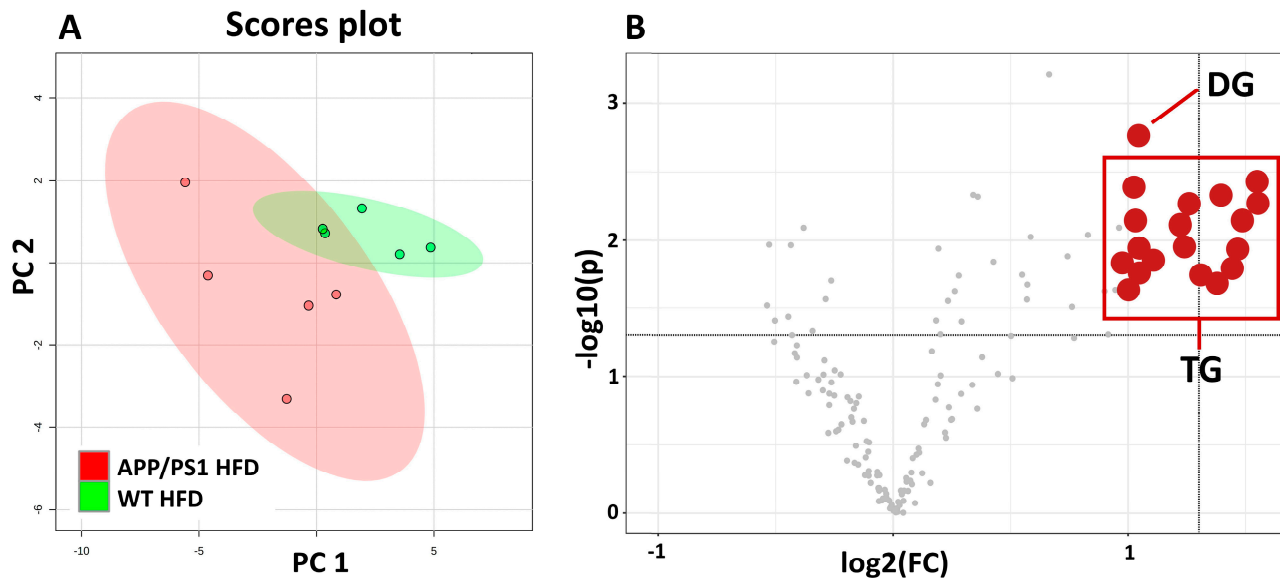 A
Scores plot
4
2
-2
-4
-6
PC 2
-10
-5
5
PC 1
APP/PS1 HFD
WT HFD
B
3
2
1
0
-log10(p)
-1
1
log2(FC)
DG
TG